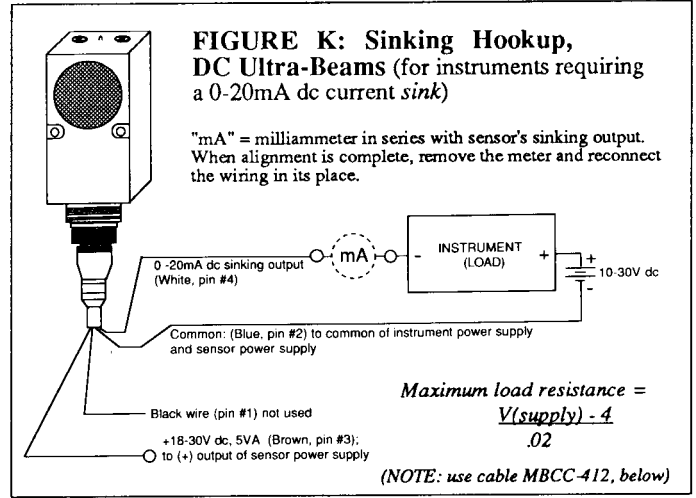 FIGURE K: Sinking Hookup,
DC Ultra-Beams (for instruments requiring
a 0-20mA dc current sink)
"mA" = milliammeter in series with sensor's sinking output.
When alignment is complete, remove the meter and reconnect
the wiring in its place.
0 -20mA dc sinking output
(White, pin #4)
mA
-
INSTRUMENT
(LOAD)
+
+
10-30V dc
-
Common: (Blue, pin #2) to common of instrument power supply
and sensor power supply
Black wire (pin #1) not used
+18-30V dc, 5VA (Brown, pin #3);
to (+) output of sensor power supply
Maximum load resistance =
V(supply) - 4
.02
(NOTE: use cable MBCC-412, below)